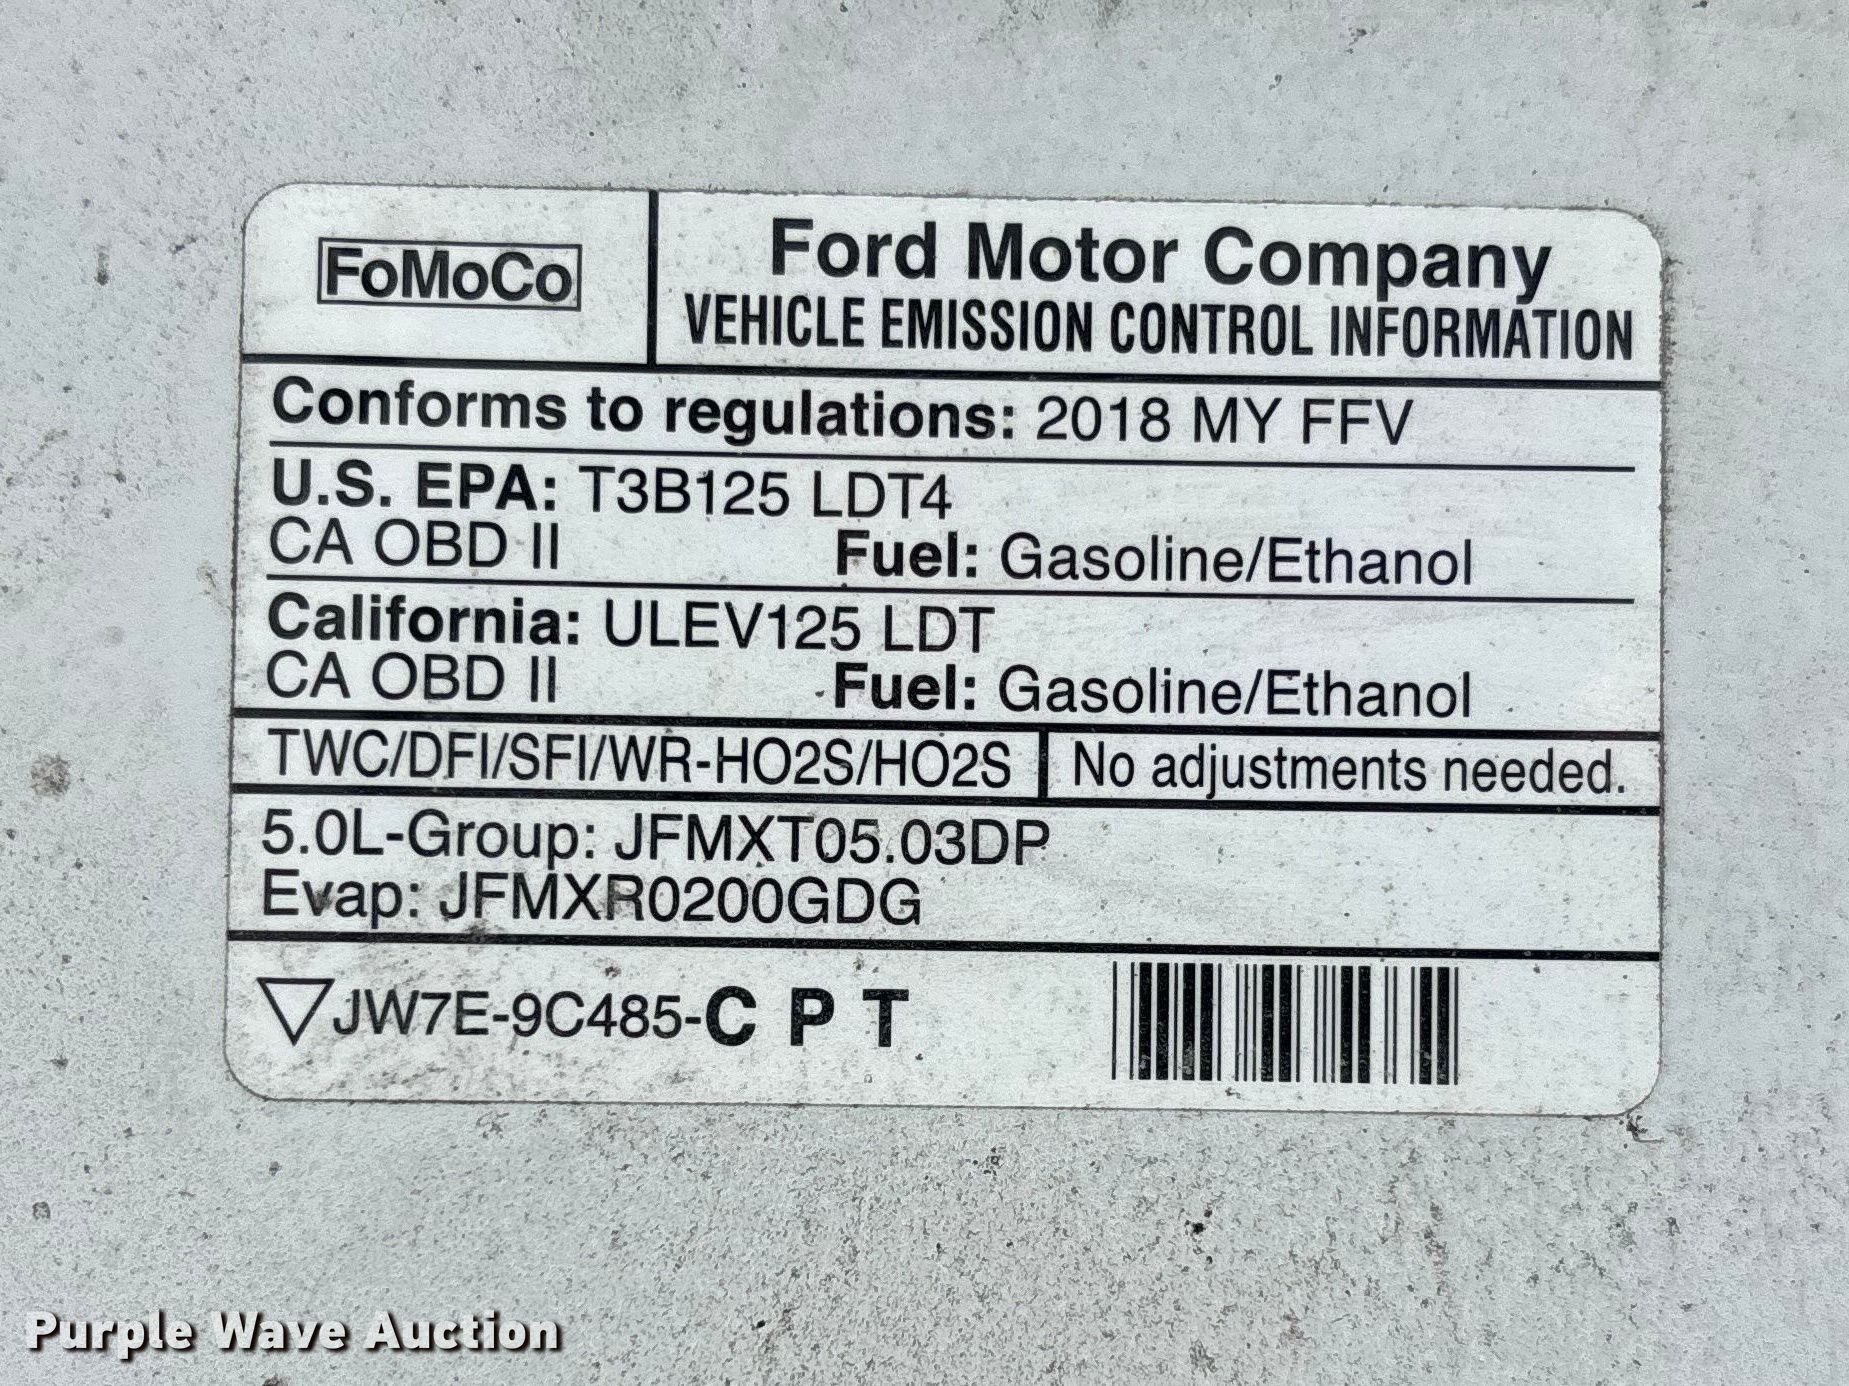 FoMoCo
Ford Motor Company
VEHICLE EMISSION CONTROL INFORMATION
Conforms to regulations: 2018 MY FFV
U.S. EPA: T3B125 LDT4
CA OBD II Fuel: Gasoline/Ethanol
California: ULEV125 LDT
CA OBD II Fuel: Gasoline/Ethanol
TWC/DFI/SFI/WR-HO2S/HO2S No adjustments needed.
5.0L-Group: JFMXT05.03DP
Evap: JFMXR0200GDG
JW7E-9C485-C P T
Purple Wave Auction